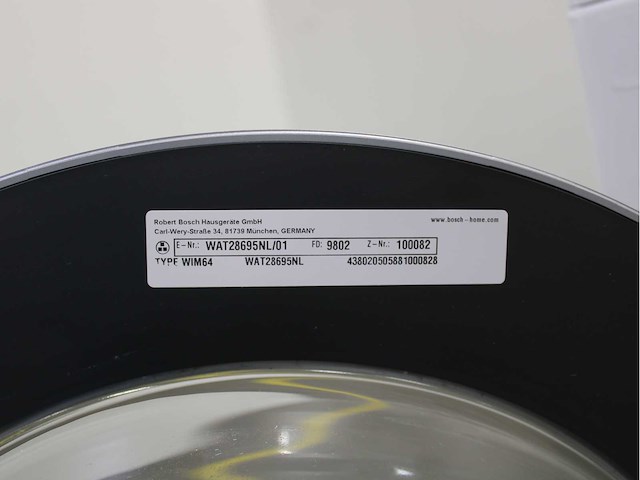 Robert Bosch Hausgeräte GmbH www.bosch-home.com
Carl-Wery-Straße 34, 81739 München, GERMANY
E-Nr.: WAT28695NL/01 FD: 9802 Z-Nr.: 100082
TYPE WIM64 WAT28695NL 438020505881000828